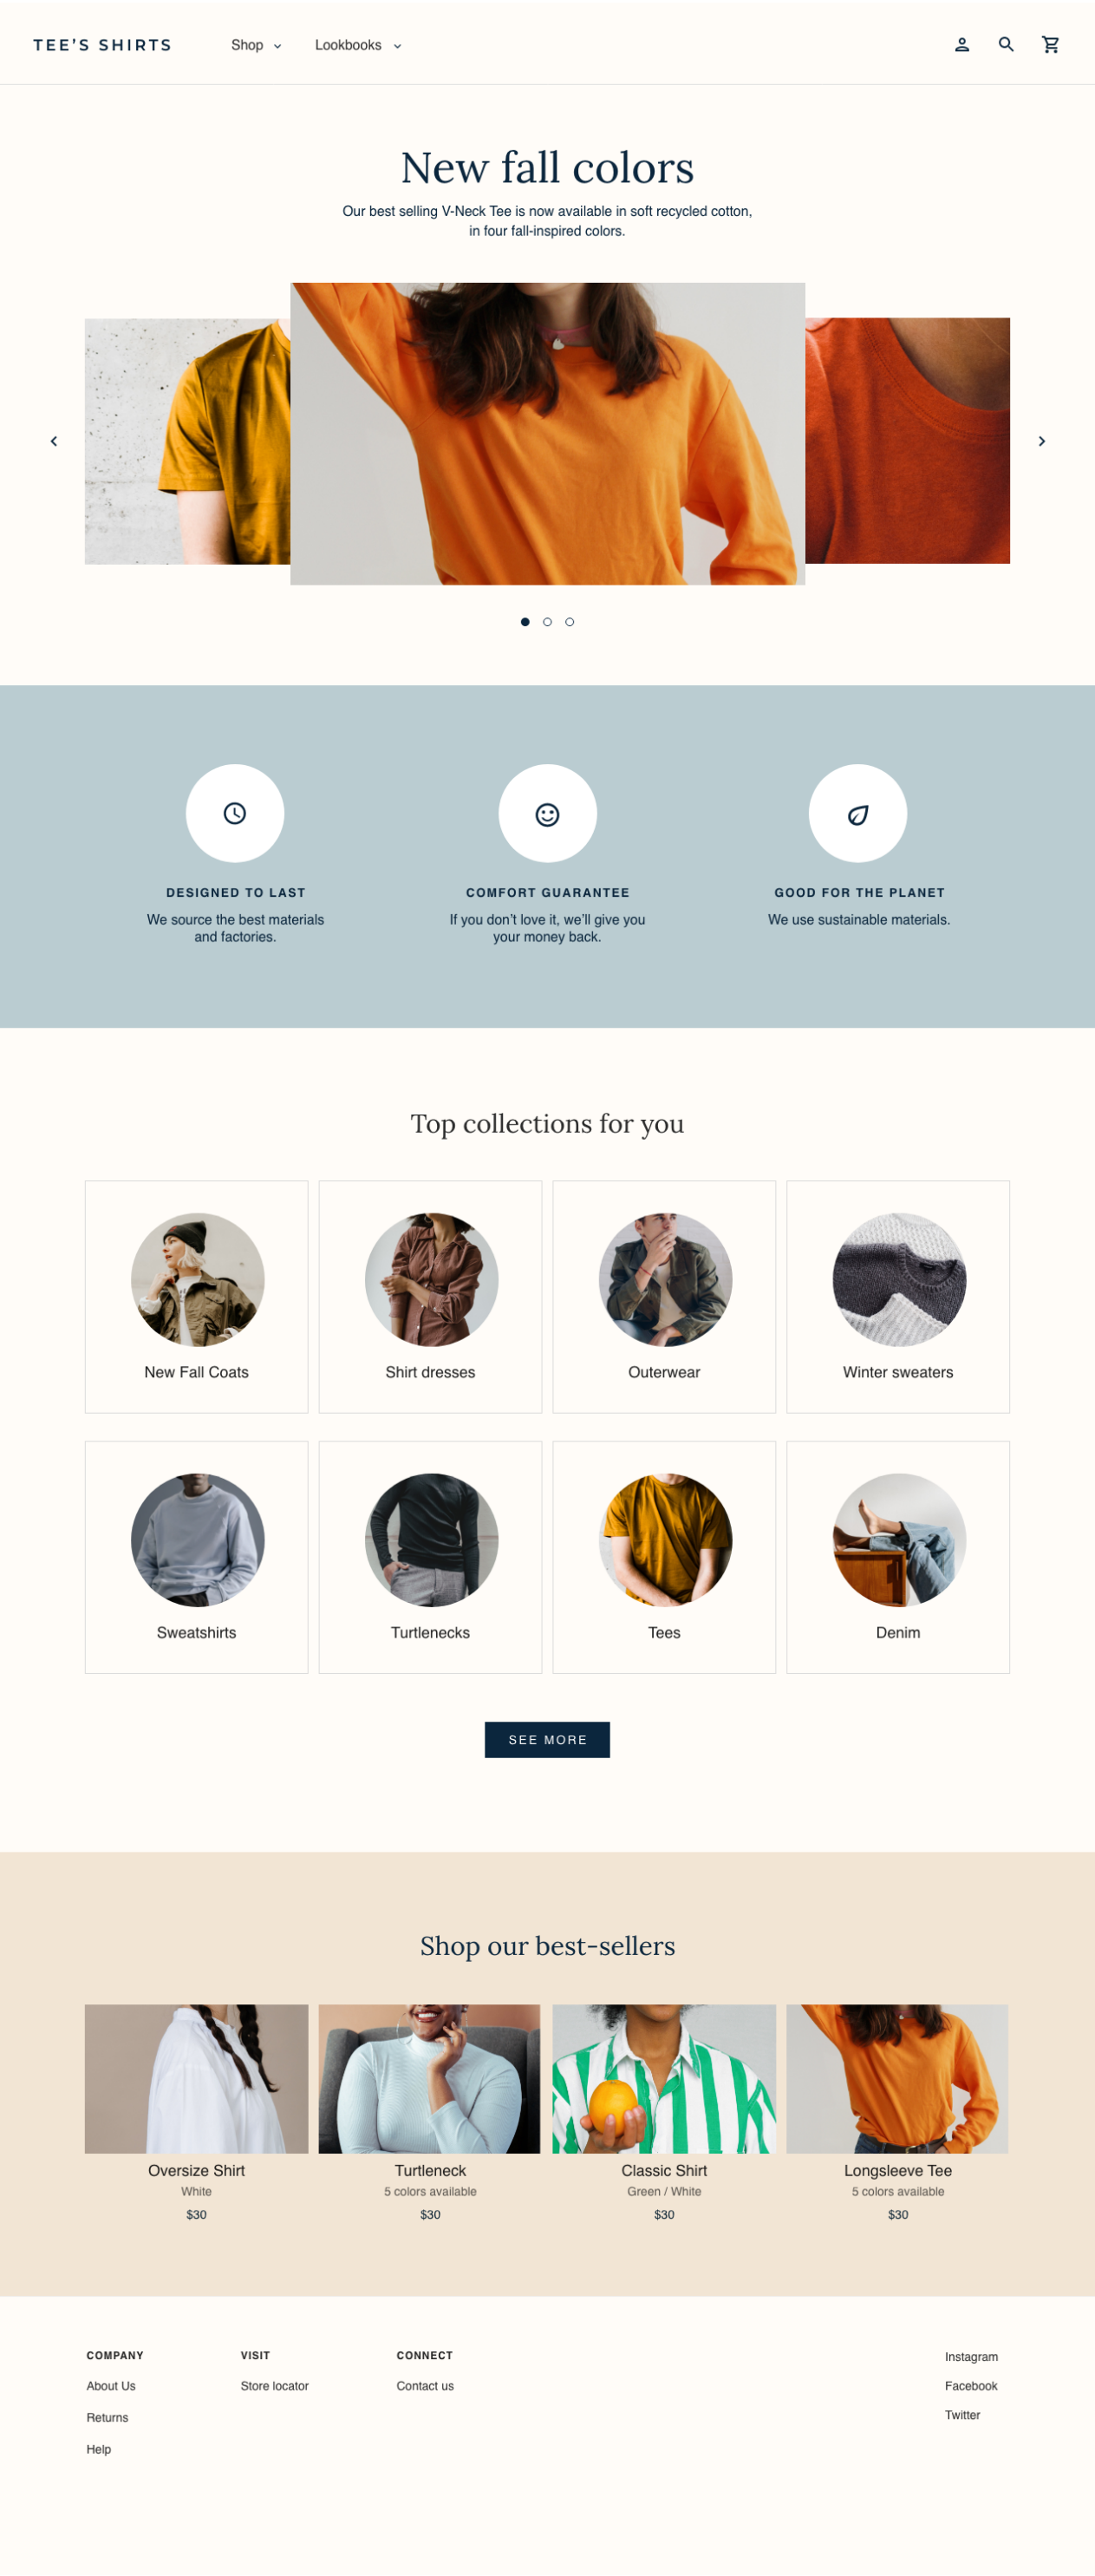 TEE’S SHIRTS
Shop
Lookbooks
New fall colors
Our best selling V-Neck Tee is now available in soft recycled cotton,
in four fall-inspired colors.
DESIGNED TO LAST
We source the best materials
and factories.
COMFORT GUARANTEE
If you don’t love it, we’ll give you
your money back.
GOOD FOR THE PLANET
We use sustainable materials.
Top collections for you
New Fall Coats
Shirt dresses
Outerwear
Winter sweaters
Sweatshirts
Turtlenecks
Tees
Denim
SEE MORE
Shop our best-sellers
Oversize Shirt
White
$30
Turtleneck
5 colors available
$30
Classic Shirt
Green / White
$30
Longsleeve Tee
5 colors available
$30
COMPANY
About Us
Returns
Help
VISIT
Store locator
CONNECT
Contact us
Instagram
Facebook
Twitter